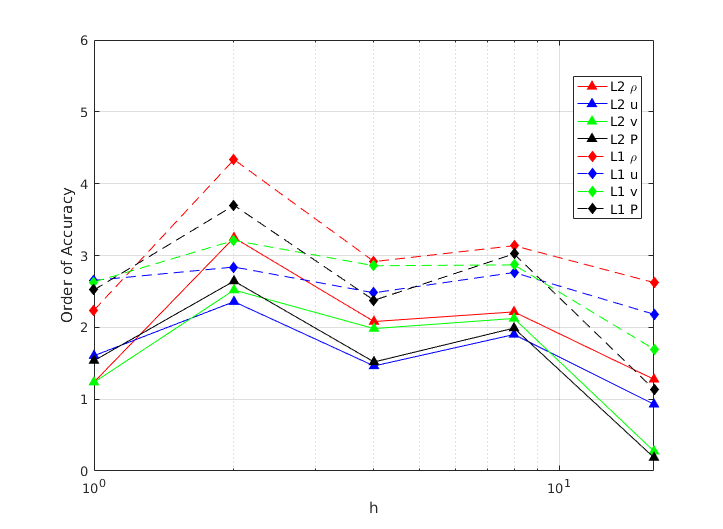 6
5
4
3
2
1
0
Order of Accuracy
10^0
10^1
h
L2 ρ
L2 u
L2 v
L2 P
L1 ρ
L1 u
L1 v
L1 P